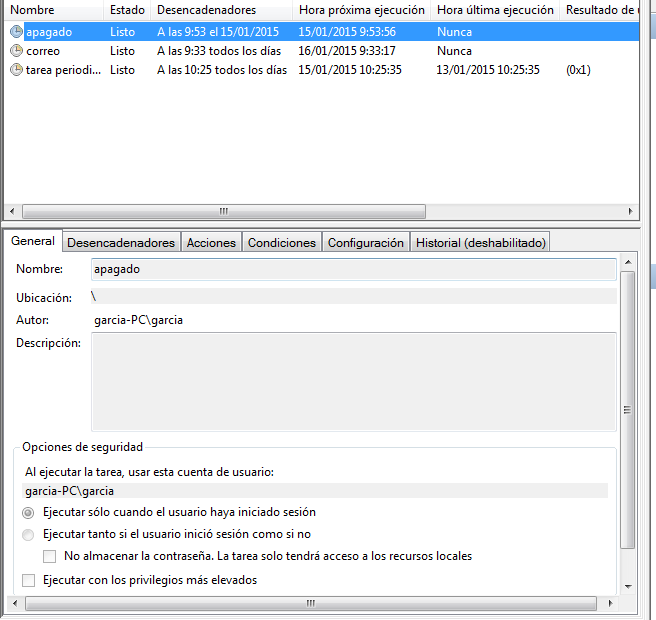 Nombre Estado Desencadenadores Hora próxima ejecución Hora última ejecución Resultado de
apagado Listo A las 9:53 el 15/01/2015 15/01/2015 9:53:56 Nunca
correo Listo A las 9:33 todos los días 16/01/2015 9:33:17 Nunca
tarea periodi... Listo A las 10:25 todos los días 15/01/2015 10:25:35 13/01/2015 10:25:35 (0x1)
General Desencadenadores Acciones Condiciones Configuración Historial (deshabilitado)
Nombre: apagado
Ubicación: \
Autor: garcia-PC\garcia
Descripción:
Opciones de seguridad
Al ejecutar la tarea, usar esta cuenta de usuario:
garcia-PC\garcia
Ejecutar sólo cuando el usuario haya iniciado sesión
Ejecutar tanto si el usuario inició sesión como si no
No almacenar la contraseña. La tarea solo tendrá acceso a los recursos locales
Ejecutar con los privilegios más elevados